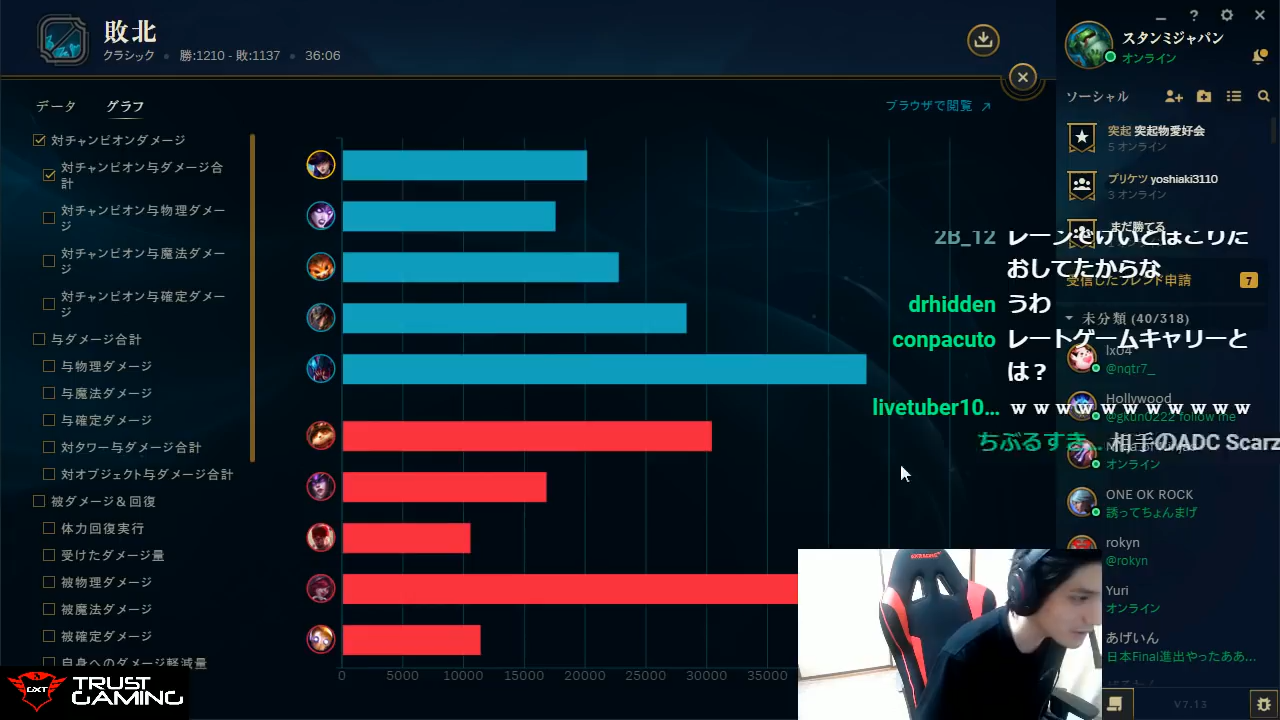 敗北
クラシック • 勝:1210 - 敗:1137 • 36:06
スタンミジャパン
オンライン
データ グラフ
ブラウザで閲覧
ソーシャル
対チャンピオンダメージ
対チャンピオン与ダメージ合
計
対チャンピオン与物理ダメー
ジ
対チャンピオン与魔法ダメー
ジ
対チャンピオン与確定ダメー
ジ
与ダメージ合計
与物理ダメージ
与魔法ダメージ
与確定ダメージ
対タワー与ダメージ合計
対オブジェクト与ダメージ合計
被ダメージ＆回復
体力回復実行
受けたダメージ量
被物理ダメージ
被魔法ダメージ
被確定ダメージ
自身へのダメージ軽減量
0 5000 10000 15000 20000 25000 30000 35000
突起 突起物愛好会
5 オンライン
プリケツ yoshiaki3110
3 オンライン
まだ勝てる
2B_12
おしてたからな
受信したフレンド申請 7
drhidden うわ
未分類 (40/318)
conpacuto レートゲームキャリーと
は？
lxo4
@nqtr7_
Hollywood
livetuber10... ｗｗｗｗｗｗｗｗｗｗｗ
@gkun0222 follow me
ちぶるすき... 相手のADC Scarz
オンライン
ONE OK ROCK
誘ってちょんまげ
rokyn
@rokyn
Yuri
オンライン
あげいん
日本Final進出やったああ...
V7.13
GXT TRUST
GAMING